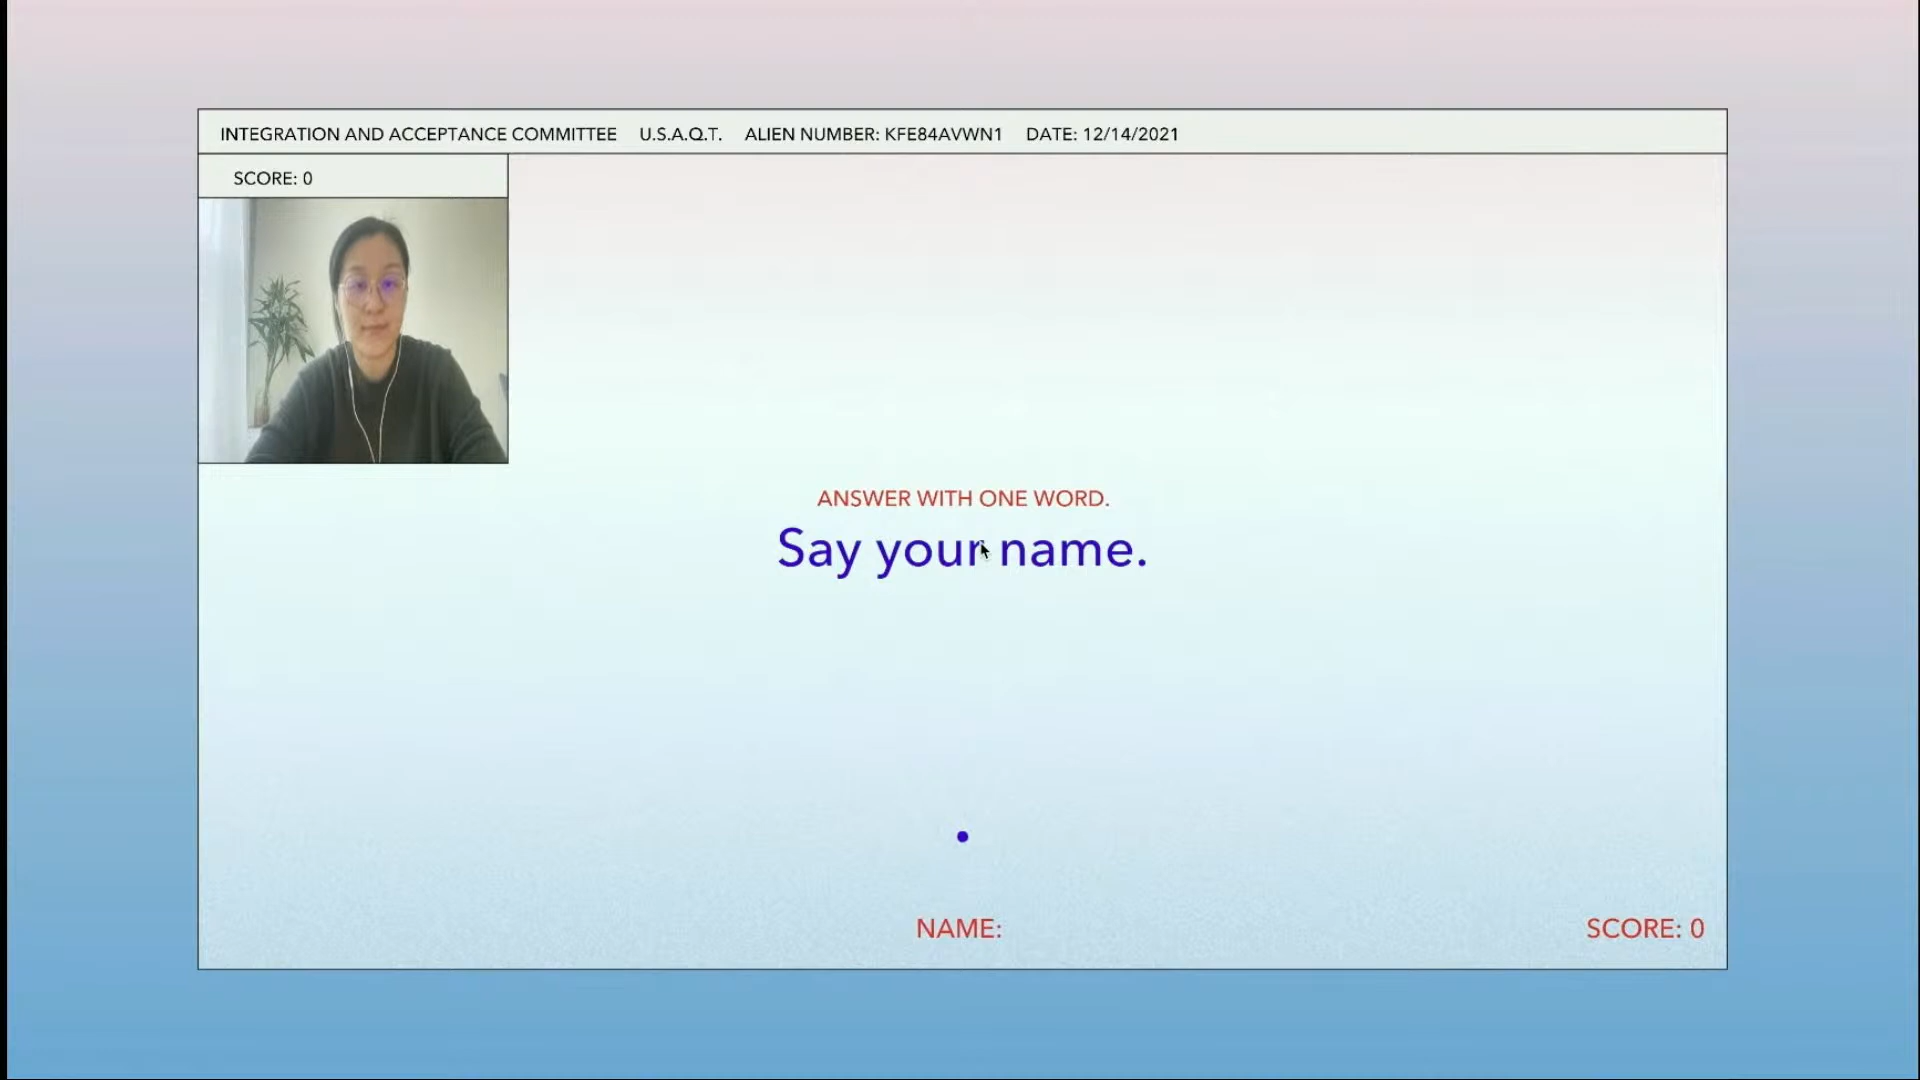 INTEGRATION AND ACCEPTANCE COMMITTEE U.S.A.Q.T. ALIEN NUMBER: KFE84AVWN1 DATE: 12/14/2021
SCORE: 0
ANSWER WITH ONE WORD.
Say your name.
NAME:
SCORE: 0